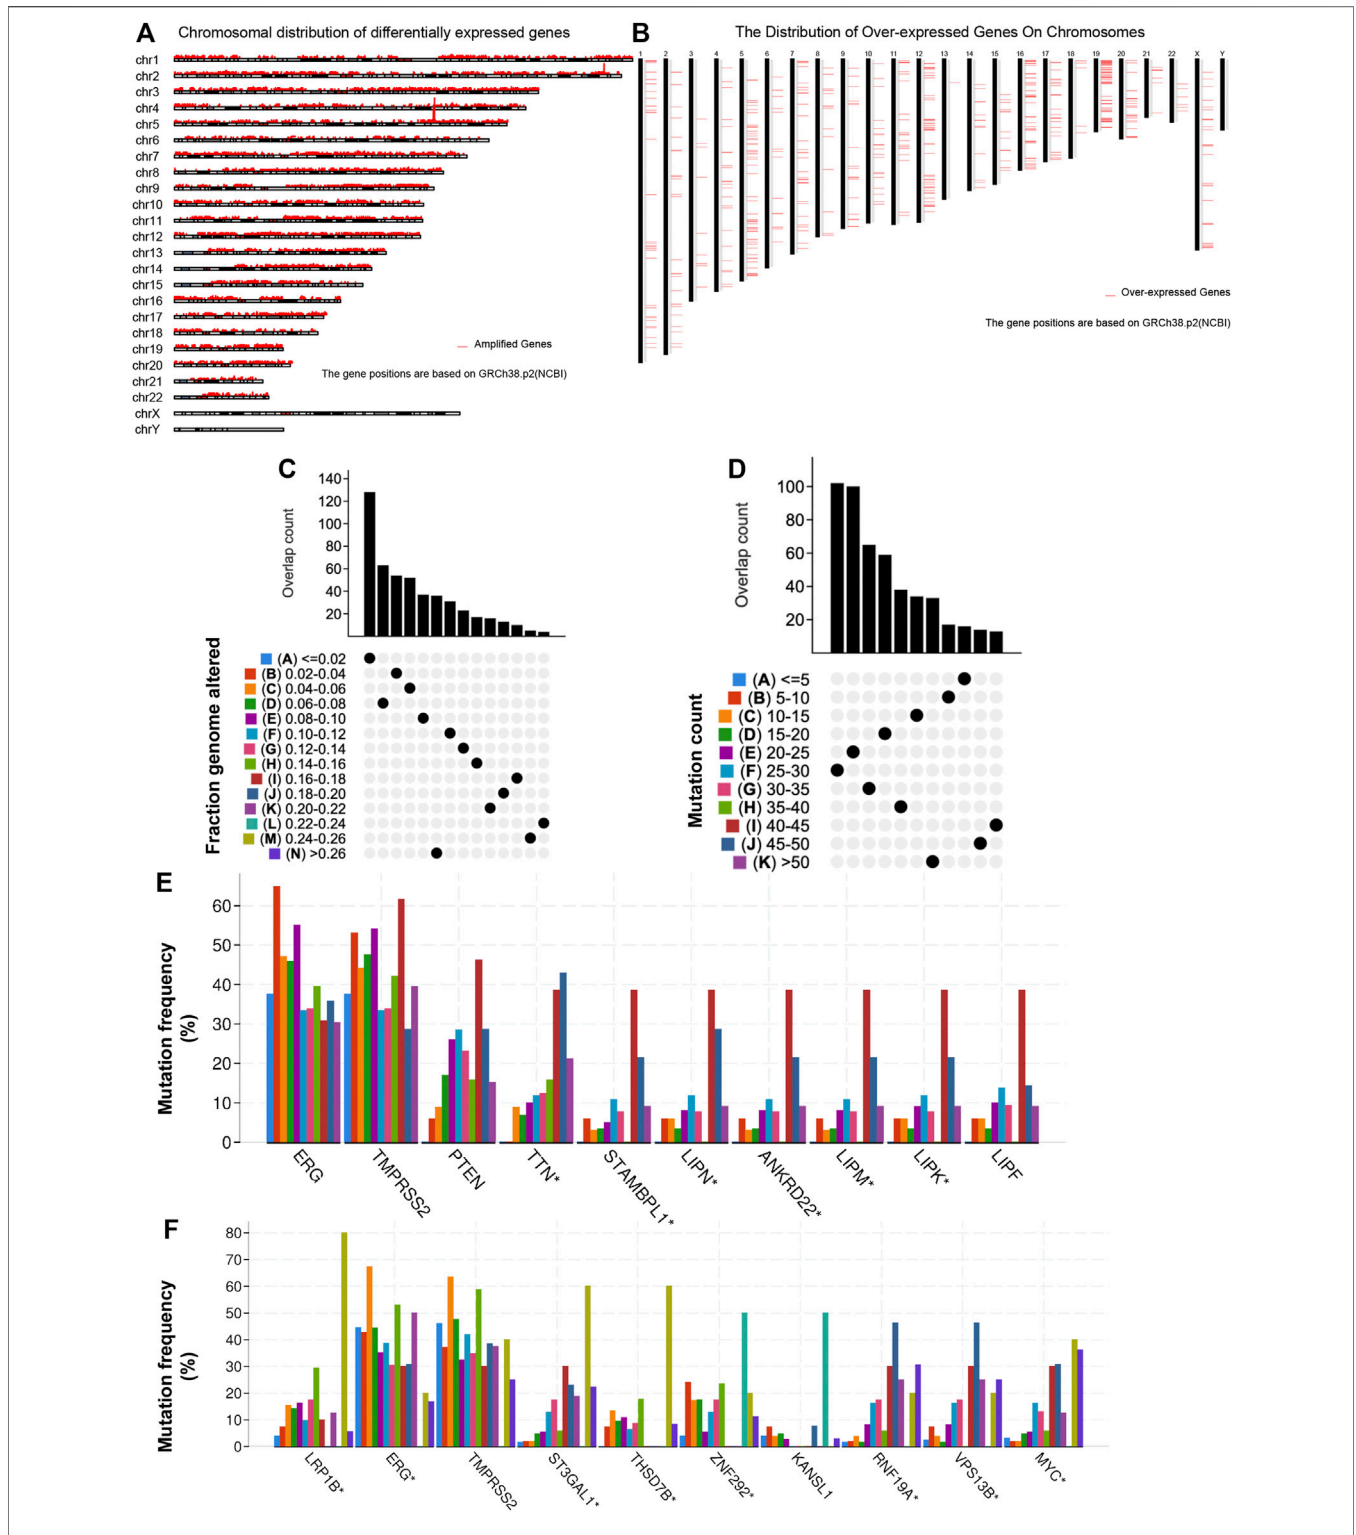 A Chromosomal distribution of differentially expressed genes
chr1
chr2
chr3
chr4
chr5
chr6
chr7
chr8
chr9
chr10
chr11
chr12
chr13
chr14
chr15
chr16
chr17
chr18
chr19
chr20
chr21
chr22
chrX
chrY
Amplified Genes
The gene positions are based on GRCh38.p2(NCBI)
B The Distribution of Over-expressed Genes On Chromosomes
1 2 3 4 5 6 7 8 9 10 11 12 13 14 15 16 17 18 19 20 21 22 X Y
Over-expressed Genes
The gene positions are based on GRCh38.p2(NCBI)
C
Overlap count
140
120
100
80
60
40
20
Fraction genome altered
(A) <=0.02
(B) 0.02-0.04
(C) 0.04-0.06
(D) 0.06-0.08
(E) 0.08-0.10
(F) 0.10-0.12
(G) 0.12-0.14
(H) 0.14-0.16
(I) 0.16-0.18
(J) 0.18-0.20
(K) 0.20-0.22
(L) 0.22-0.24
(M) 0.24-0.26
(N) >0.26
D
Overlap count
100
80
60
40
20
Mutation count
(A) <=5
(B) 5-10
(C) 10-15
(D) 15-20
(E) 20-25
(F) 25-30
(G) 30-35
(H) 35-40
(I) 40-45
(J) 45-50
(K) >50
E
Mutation frequency
(%)
60
50
40
30
20
10
0
ERG
TMPRSS2
PTEN
TTN*
STAMBPL1*
LIPN*
ANKRD22*
LIPM*
LIPK*
LIPF
F
Mutation frequency
(%)
80
70
60
50
40
30
20
10
0
LRP1B*
ERG*
TMPRSS2
ST3GAL1*
THSD7B*
ZNF292*
KANSL1
RNF19A*
VPS13B*
MYC*